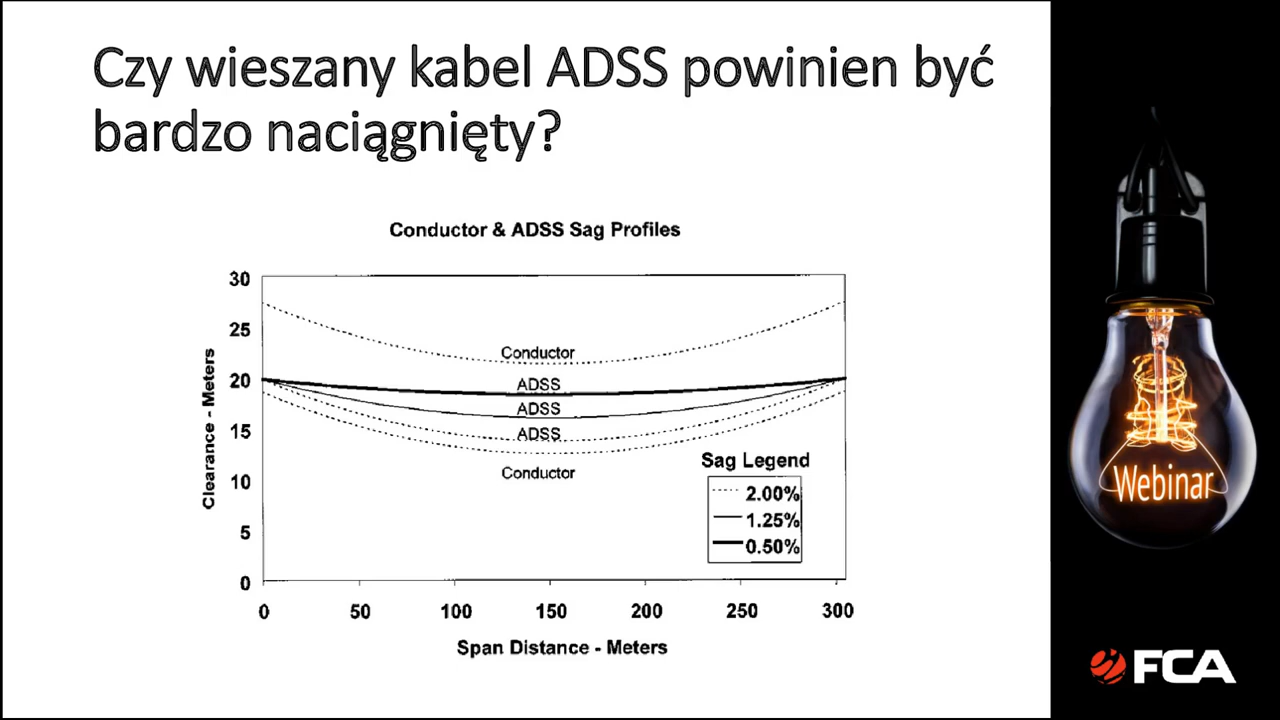 Czy wieszany kabel ADSS powinien być
bardzo naciągnięty?
Conductor & ADSS Sag Profiles
Clearance - Meters
30
25
20
15
10
5
0
Conductor
ADSS
ADSS
ADSS
Conductor
Sag Legend
2.00%
1.25%
0.50%
0 50 100 150 200 250 300
Span Distance - Meters
Webinar
FCA